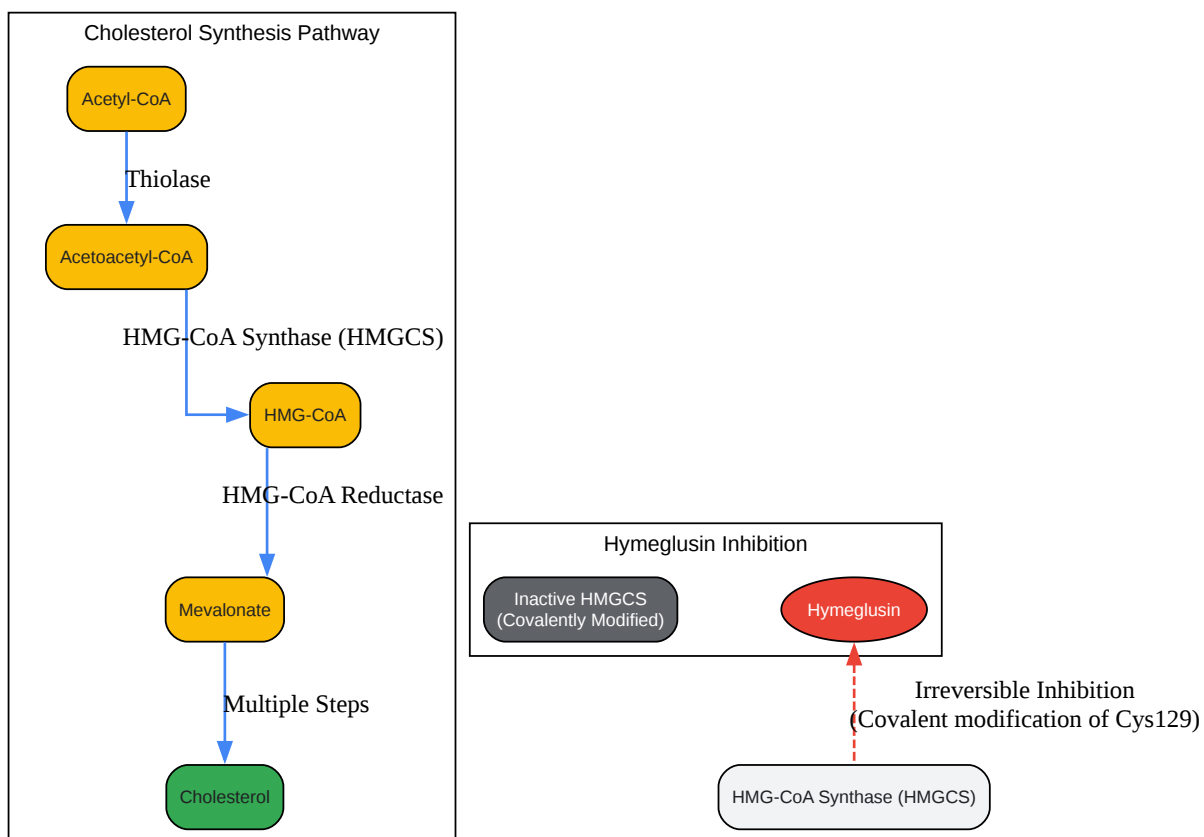 Cholesterol Synthesis Pathway
Acetyl-CoA
Thiolase
Acetoacetyl-CoA
HMG-CoA Synthase (HMGCS)
HMG-CoA
HMG-CoA Reductase
Mevalonate
Multiple Steps
Cholesterol
Hymeglusin Inhibition
Inactive HMGCS
(Covalently Modified)
Hymeglusin
Irreversible Inhibition
(Covalent modification of Cys129)
HMG-CoA Synthase (HMGCS)